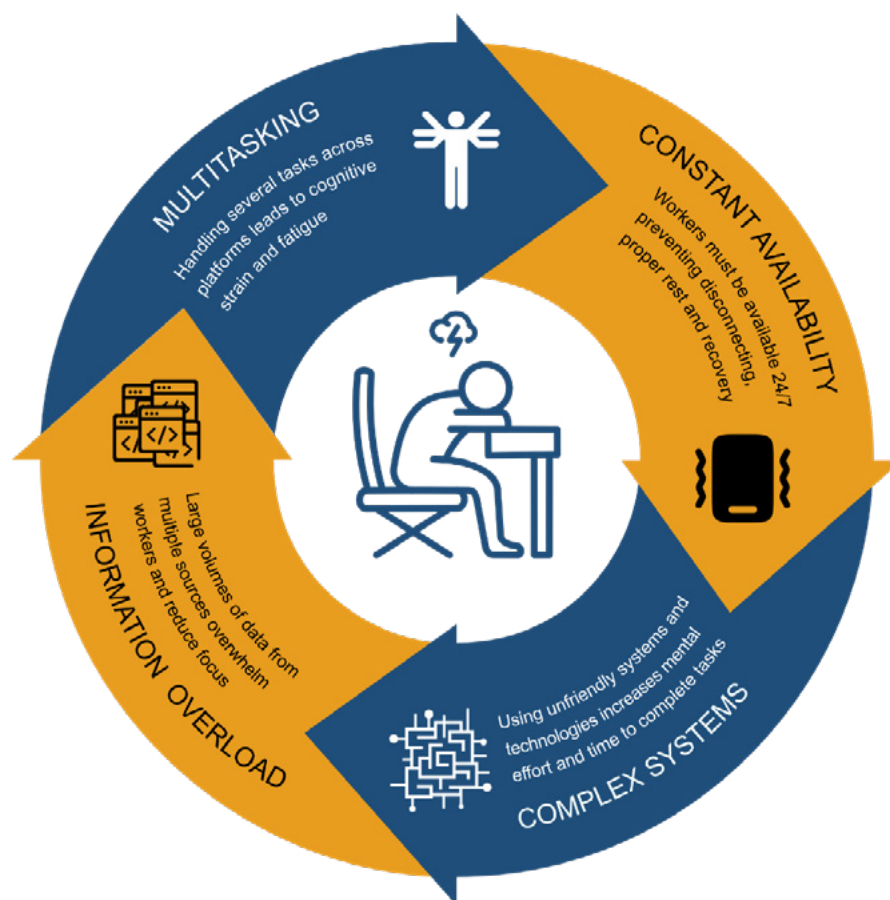 MULTITASKING
Handling several tasks across
platforms leads to cognitive
strain and fatigue
CONSTANT AVAILABILITY
Workers must be available 24/7
preventing disconnecting,
proper rest and recovery
Using unfriendly systems and
technologies increases mental
effort and time to complete tasks
COMPLEX SYSTEMS
Large volumes of data from
multiple sources overwhelm
workers and reduce focus
INFORMATION OVERLOAD